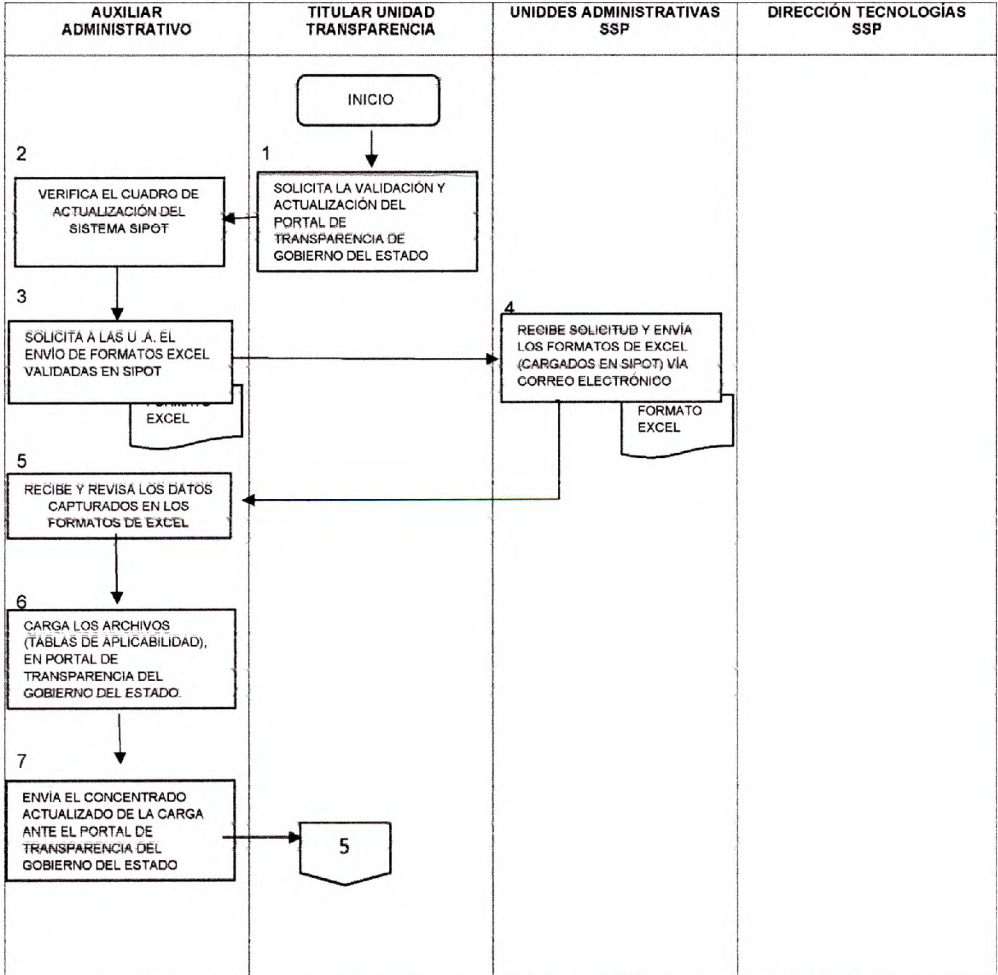 AUXILIAR
ADMINISTRATIVO
TITULAR UNIDAD
TRANSPARENCIA
UNIDDES ADMINISTRATIVAS
SSP
DIRECCIÓN TECNOLOGÍAS
SSP
INICIO
1
SOLICITA LA VALIDACIÓN Y
ACTUALIZACIÓN DEL
PORTAL DE
TRANSPARENCIA DE
GOBIERNO DEL ESTADO
2
VERIFICA EL CUADRO DE
ACTUALIZACIÓN DEL
SISTEMA SIPOT
3
SOLICITA A LAS U .A. EL
ENVÍO DE FORMATOS EXCEL
VALIDADAS EN SIPOT
FORMATO
EXCEL
4
RECIBE SOLICITUD Y ENVÍA
LOS FORMATOS DE EXCEL
(CARGADOS EN SIPOT) VÍA
CORREO ELECTRÓNICO
FORMATO
EXCEL
5
RECIBE Y REVISA LOS DATOS
CAPTURADOS EN LOS
FORMATOS DE EXCEL
6
CARGA LOS ARCHIVOS
(TABLAS DE APLICABILIDAD),
EN PORTAL DE
TRANSPARENCIA DEL
GOBIERNO DEL ESTADO.
7
ENVÍA EL CONCENTRADO
ACTUALIZADO DE LA CARGA
ANTE EL PORTAL DE
TRANSPARENCIA DEL
GOBIERNO DEL ESTADO
5